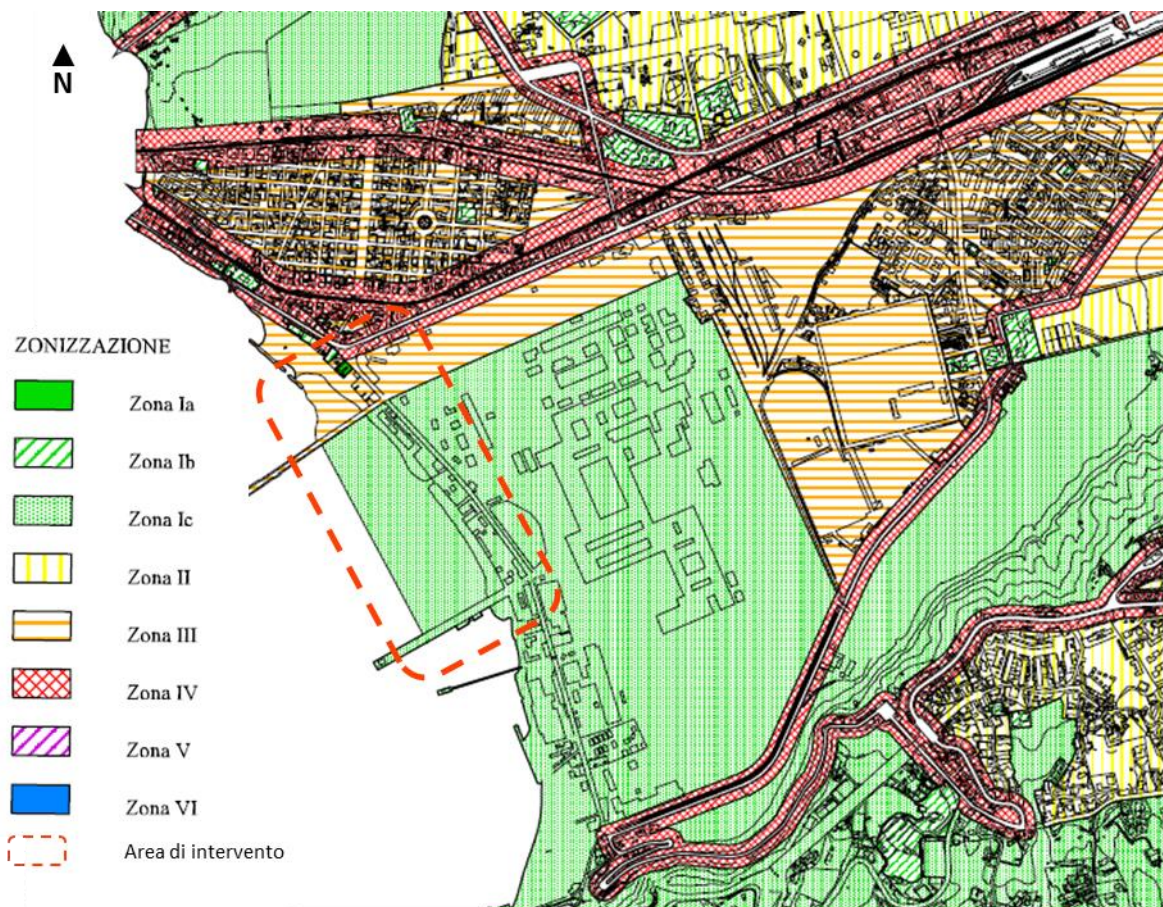 N
ZONIZZAZIONE
Zona Ia
Zona Ib
Zona Ic
Zona II
Zona III
Zona IV
Zona V
Zona VI
Area di intervento